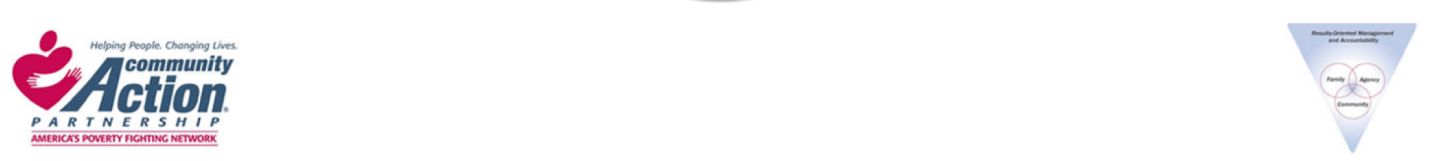 Helping People. Changing Lives.
community
Action®
PARTNERSHIP
AMERICA'S POVERTY FIGHTING NETWORK
Results-Oriented Management
and Accountability
Family
Agency
Community